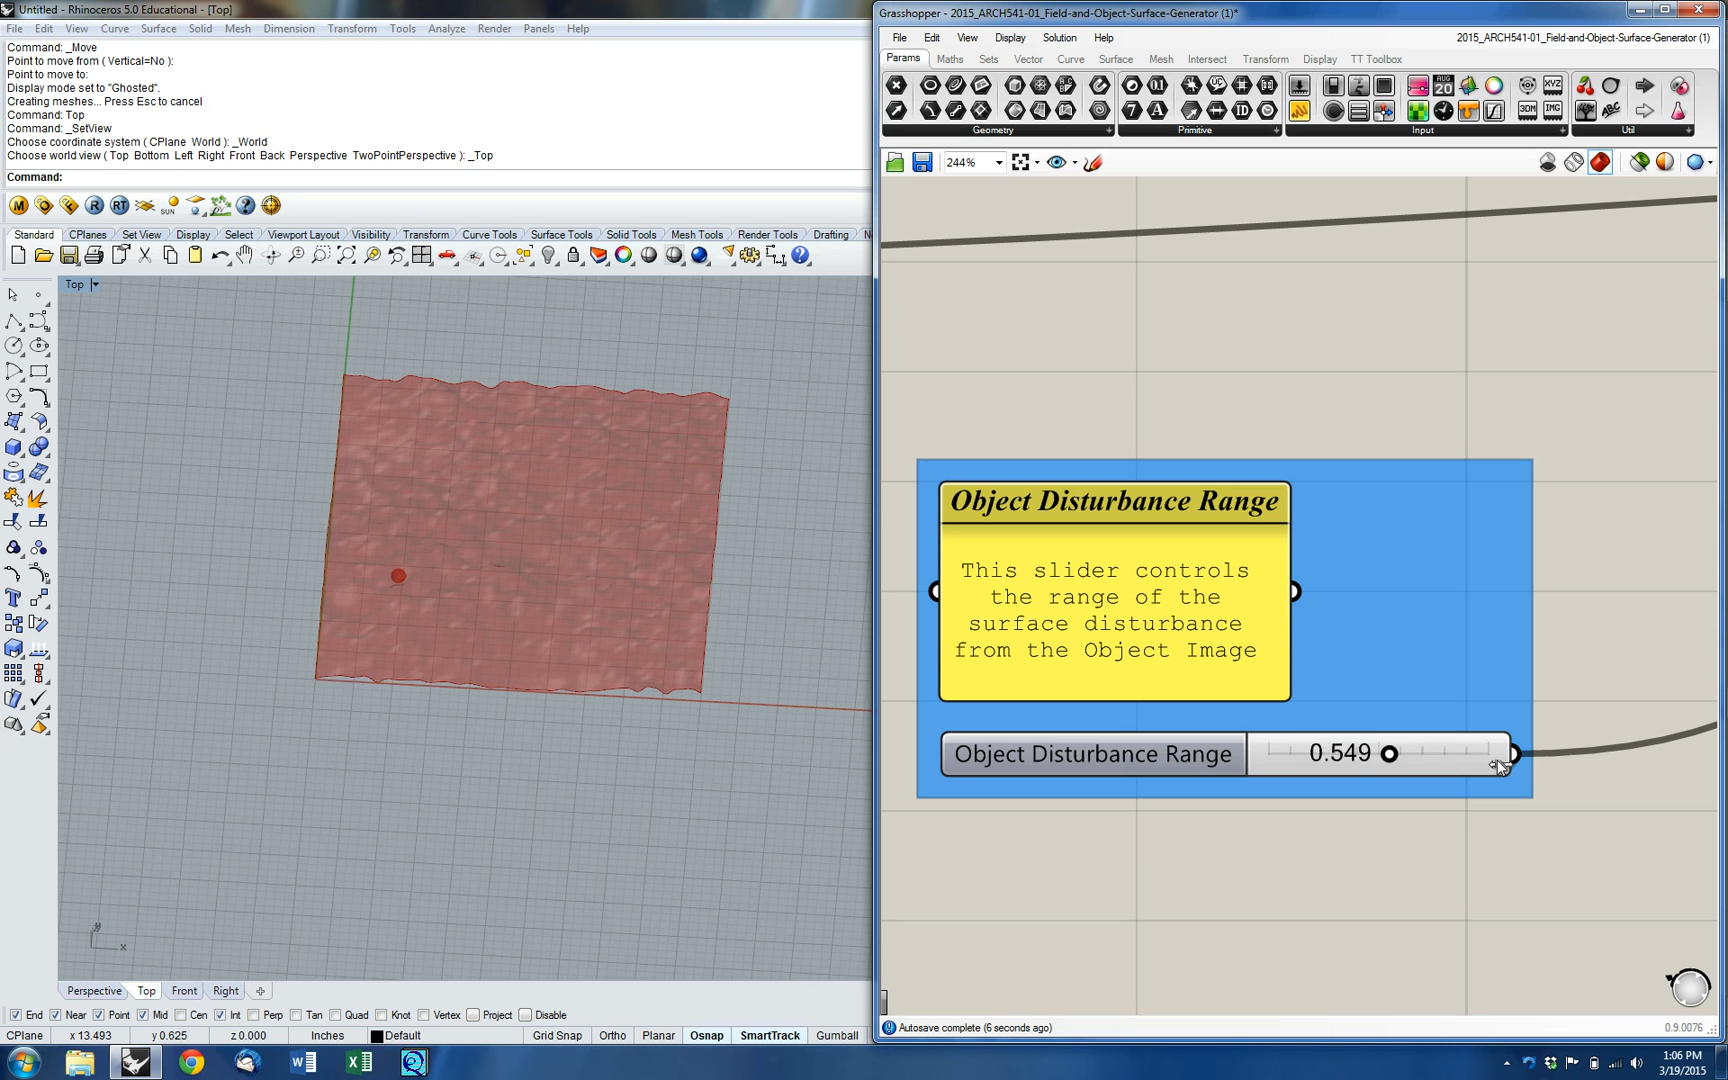 Untitled - Rhinoceros 5.0 Educational - [Top]
File Edit View Curve Surface Solid Mesh Dimension Transform Tools Analyze Render Panels Help
Command: _Move
Point to move from ( Vertical=No ):
Point to move to:
Display mode set to "Ghosted".
Creating meshes... Press Esc to cancel
Command: Top
Command: _SetView
Choose coordinate system ( CPlane World ): _World
Choose world view ( Top Bottom Left Right Front Back Perspective TwoPointPerspective ): _Top
Command:
Standard CPlanes Set View Display Select Viewport Layout Visibility Transform Curve Tools Surface Tools Solid Tools Mesh Tools Render Tools Drafting N
Top
y
x
Perspective Top Front Right
End Near Point Mid Cen Int Perp Tan Quad Knot Vertex Project Disable
CPlane x 13.493 y 0.625 z 0.000 Inches Default Grid Snap Ortho Planar Osnap SmartTrack Gumball
Grasshopper - 2015_ARCH541-01_Field-and-Object-Surface-Generator (1)*
File Edit View Display Solution Help
2015_ARCH541-01_Field-and-Object-Surface-Generator (1)
Params Maths Sets Vector Curve Surface Mesh Intersect Transform Display TT Toolbox
Geometry Primitive Input Util
244%
Object Disturbance Range
This slider controls
the range of the
surface disturbance
from the Object Image
Object Disturbance Range 0.549
Autosave complete (6 seconds ago)
0.9.0076
1:06 PM
3/19/2015